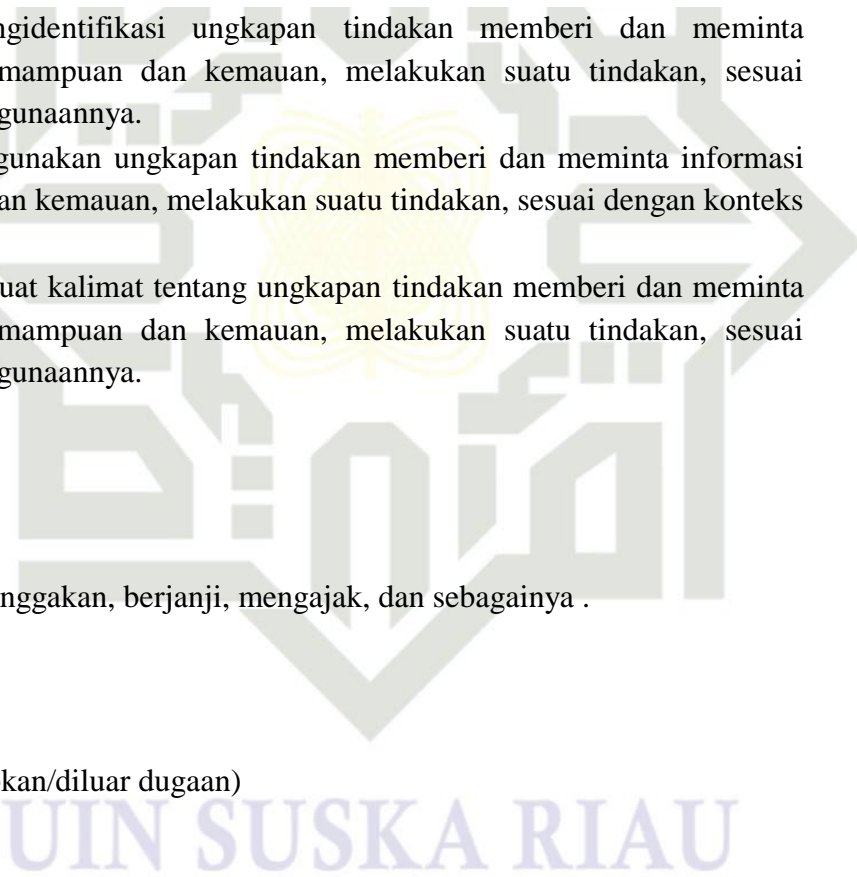 ngidentifikasi ungkapan tindakan memberi dan meminta
mampuan dan kemauan, melakukan suatu tindakan, sesuai
gunaannya.
gunakan ungkapan tindakan memberi dan meminta informasi
an kemauan, melakukan suatu tindakan, sesuai dengan konteks
uat kalimat tentang ungkapan tindakan memberi dan meminta
mampuan dan kemauan, melakukan suatu tindakan, sesuai
gunaannya.
nggakan, berjanji, mengajak, dan sebagainya .
kan/diluar dugaan)
UIN SUSKA RIAU